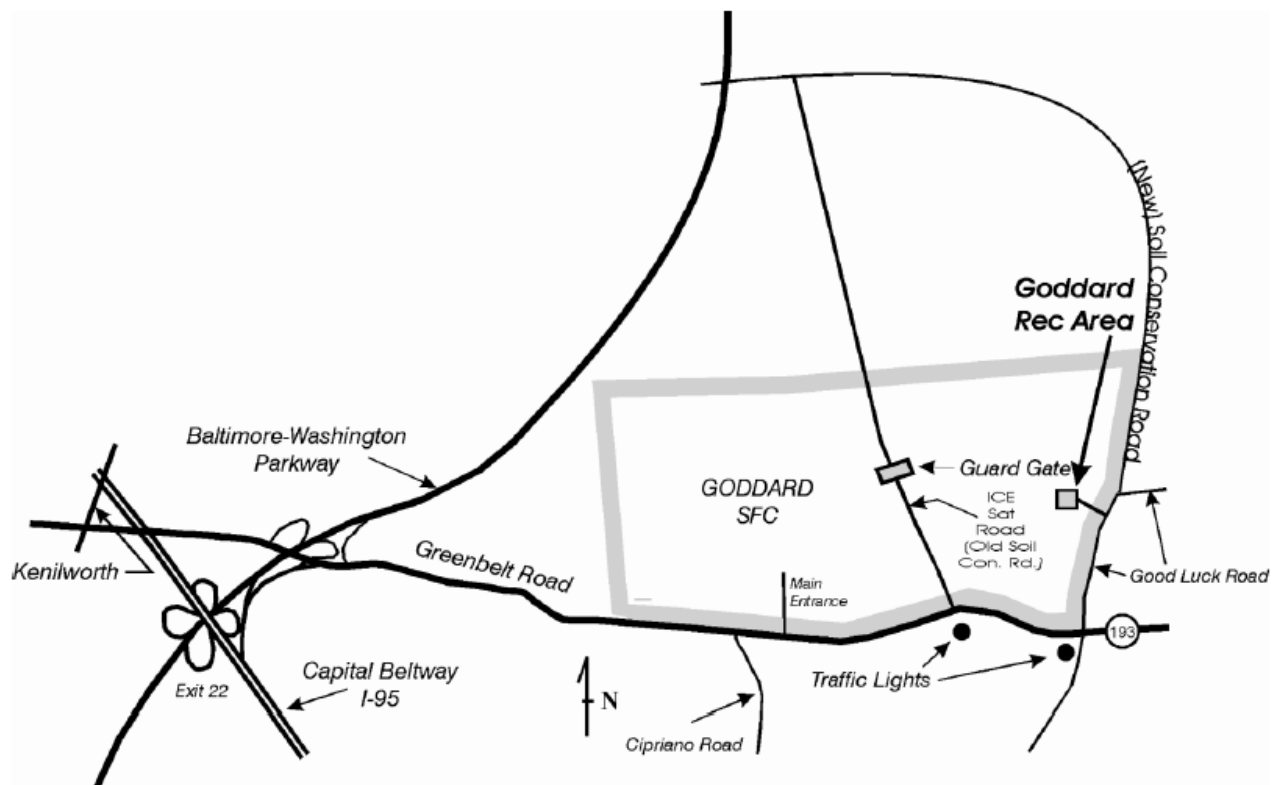 (New) Soil Conservation Road
Goddard
Rec Area
Baltimore-Washington
Parkway
Guard Gate
GODDARD
SFC
ICE
Sat
Road
(Old Soil
Con. Rd.)
Kenilworth
Greenbelt Road
Good Luck Road
Main
Entrance
193
Capital Beltway
I-95
Exit 22
Traffic Lights
N
Cipriano Road